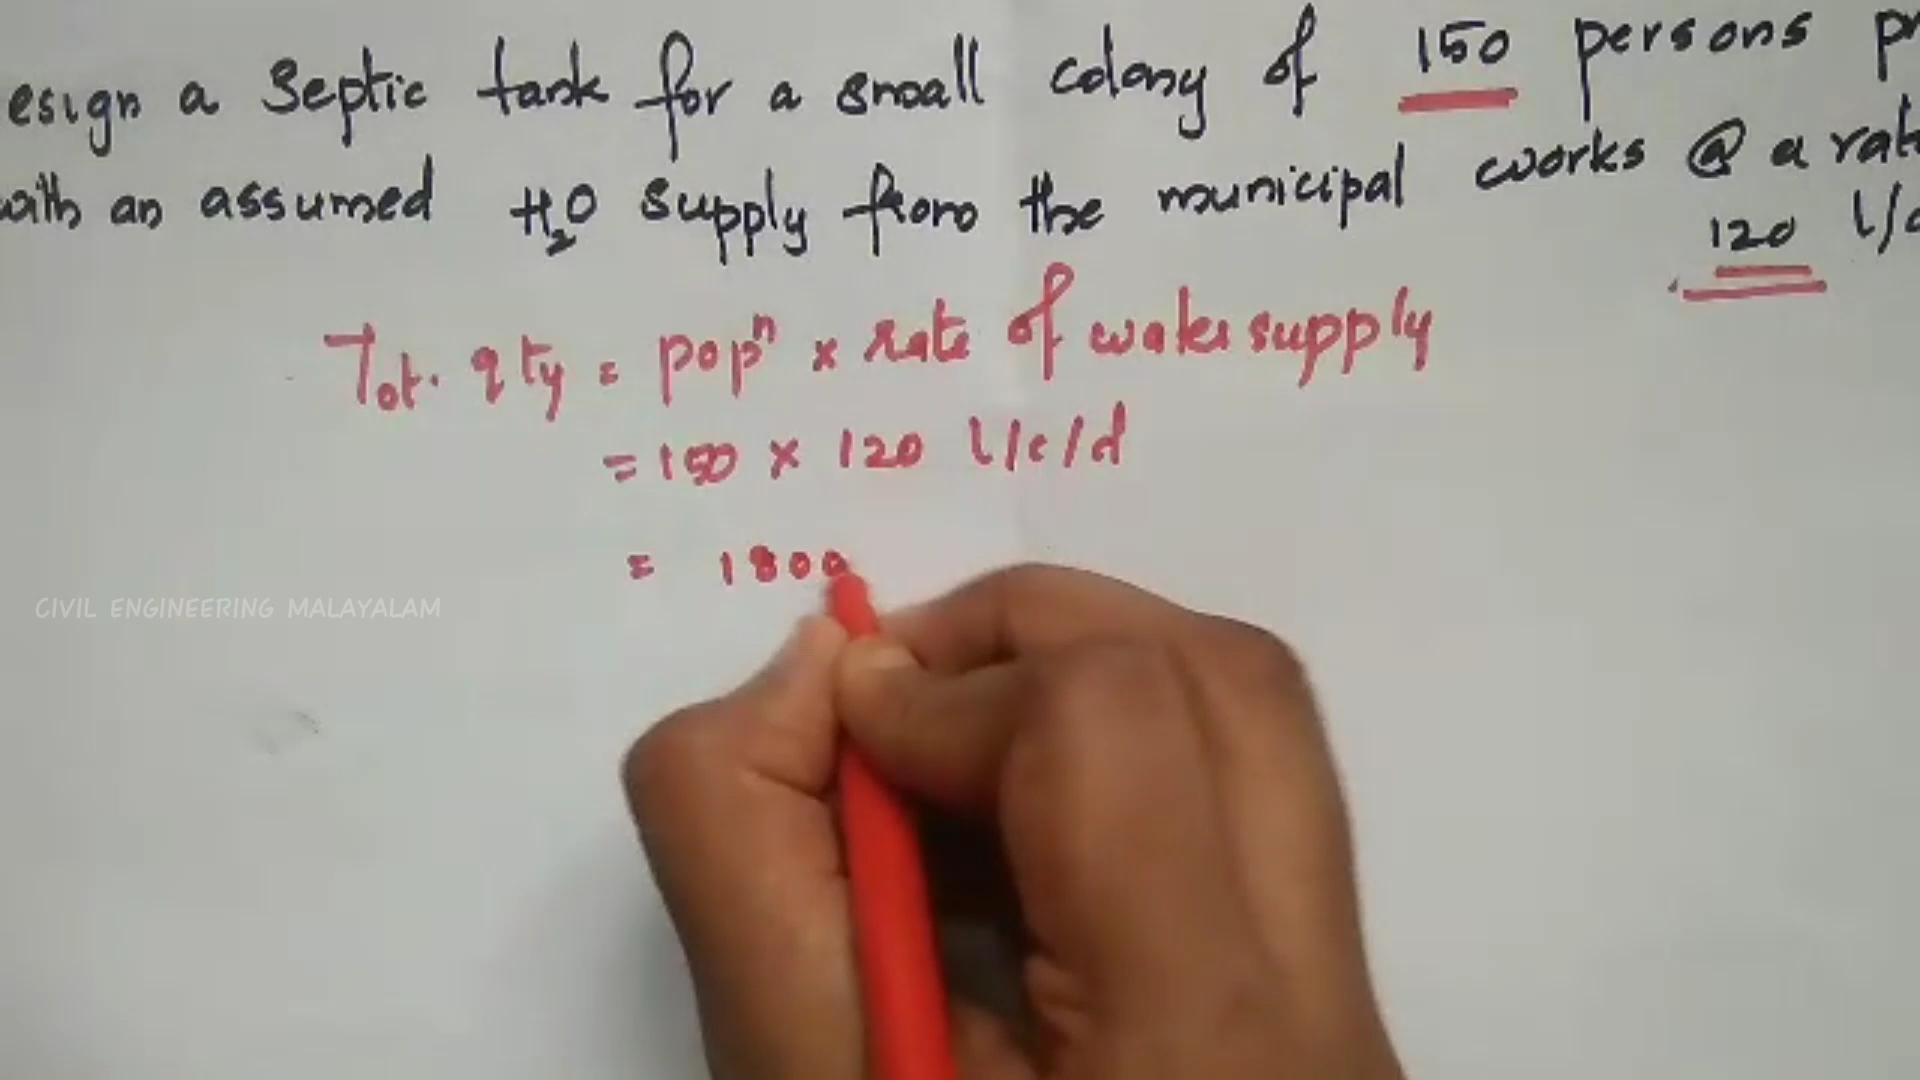 esign a Septic tank for a small colony of 150 persons pr
with an assumed H₂O supply from the municipal works @ a rate
120 l/c
Tot. qty = popⁿ × rate of water supply
= 150 × 120 l/c/d
= 1800
CIVIL ENGINEERING MALAYALAM